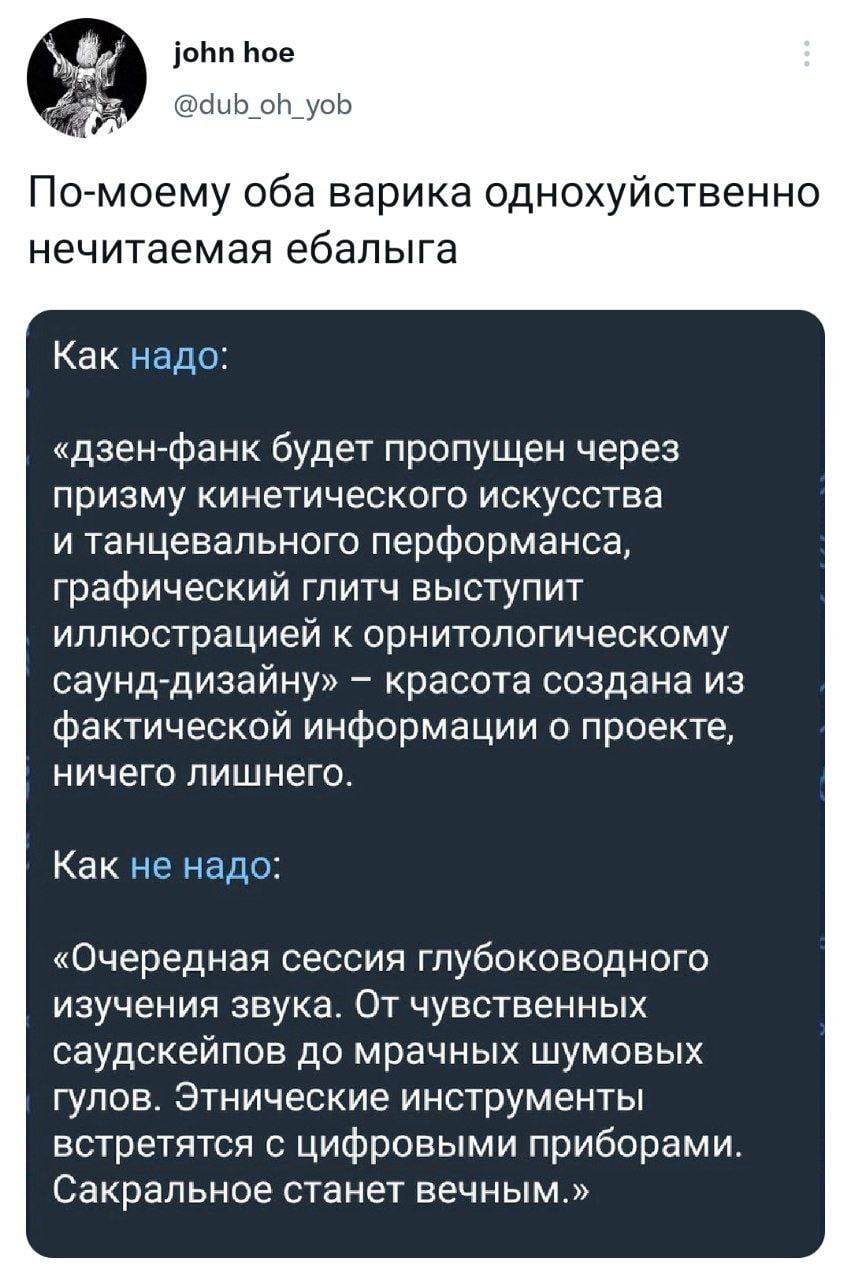 john hoe
@dub_oh_yob
По-моему оба варика однохуйственно
нечитаемая ебалыга
Как надо:
«дзен-фанк будет пропущен через
призму кинетического искусства
и танцевального перформанса,
графический глитч выступит
иллюстрацией к орнитологическому
саунд-дизайну» – красота создана из
фактической информации о проекте,
ничего лишнего.
Как не надо:
«Очередная сессия глубоководного
изучения звука. От чувственных
саудскейпов до мрачных шумовых
гулов. Этнические инструменты
встретятся с цифровыми приборами.
Сакральное станет вечным.»